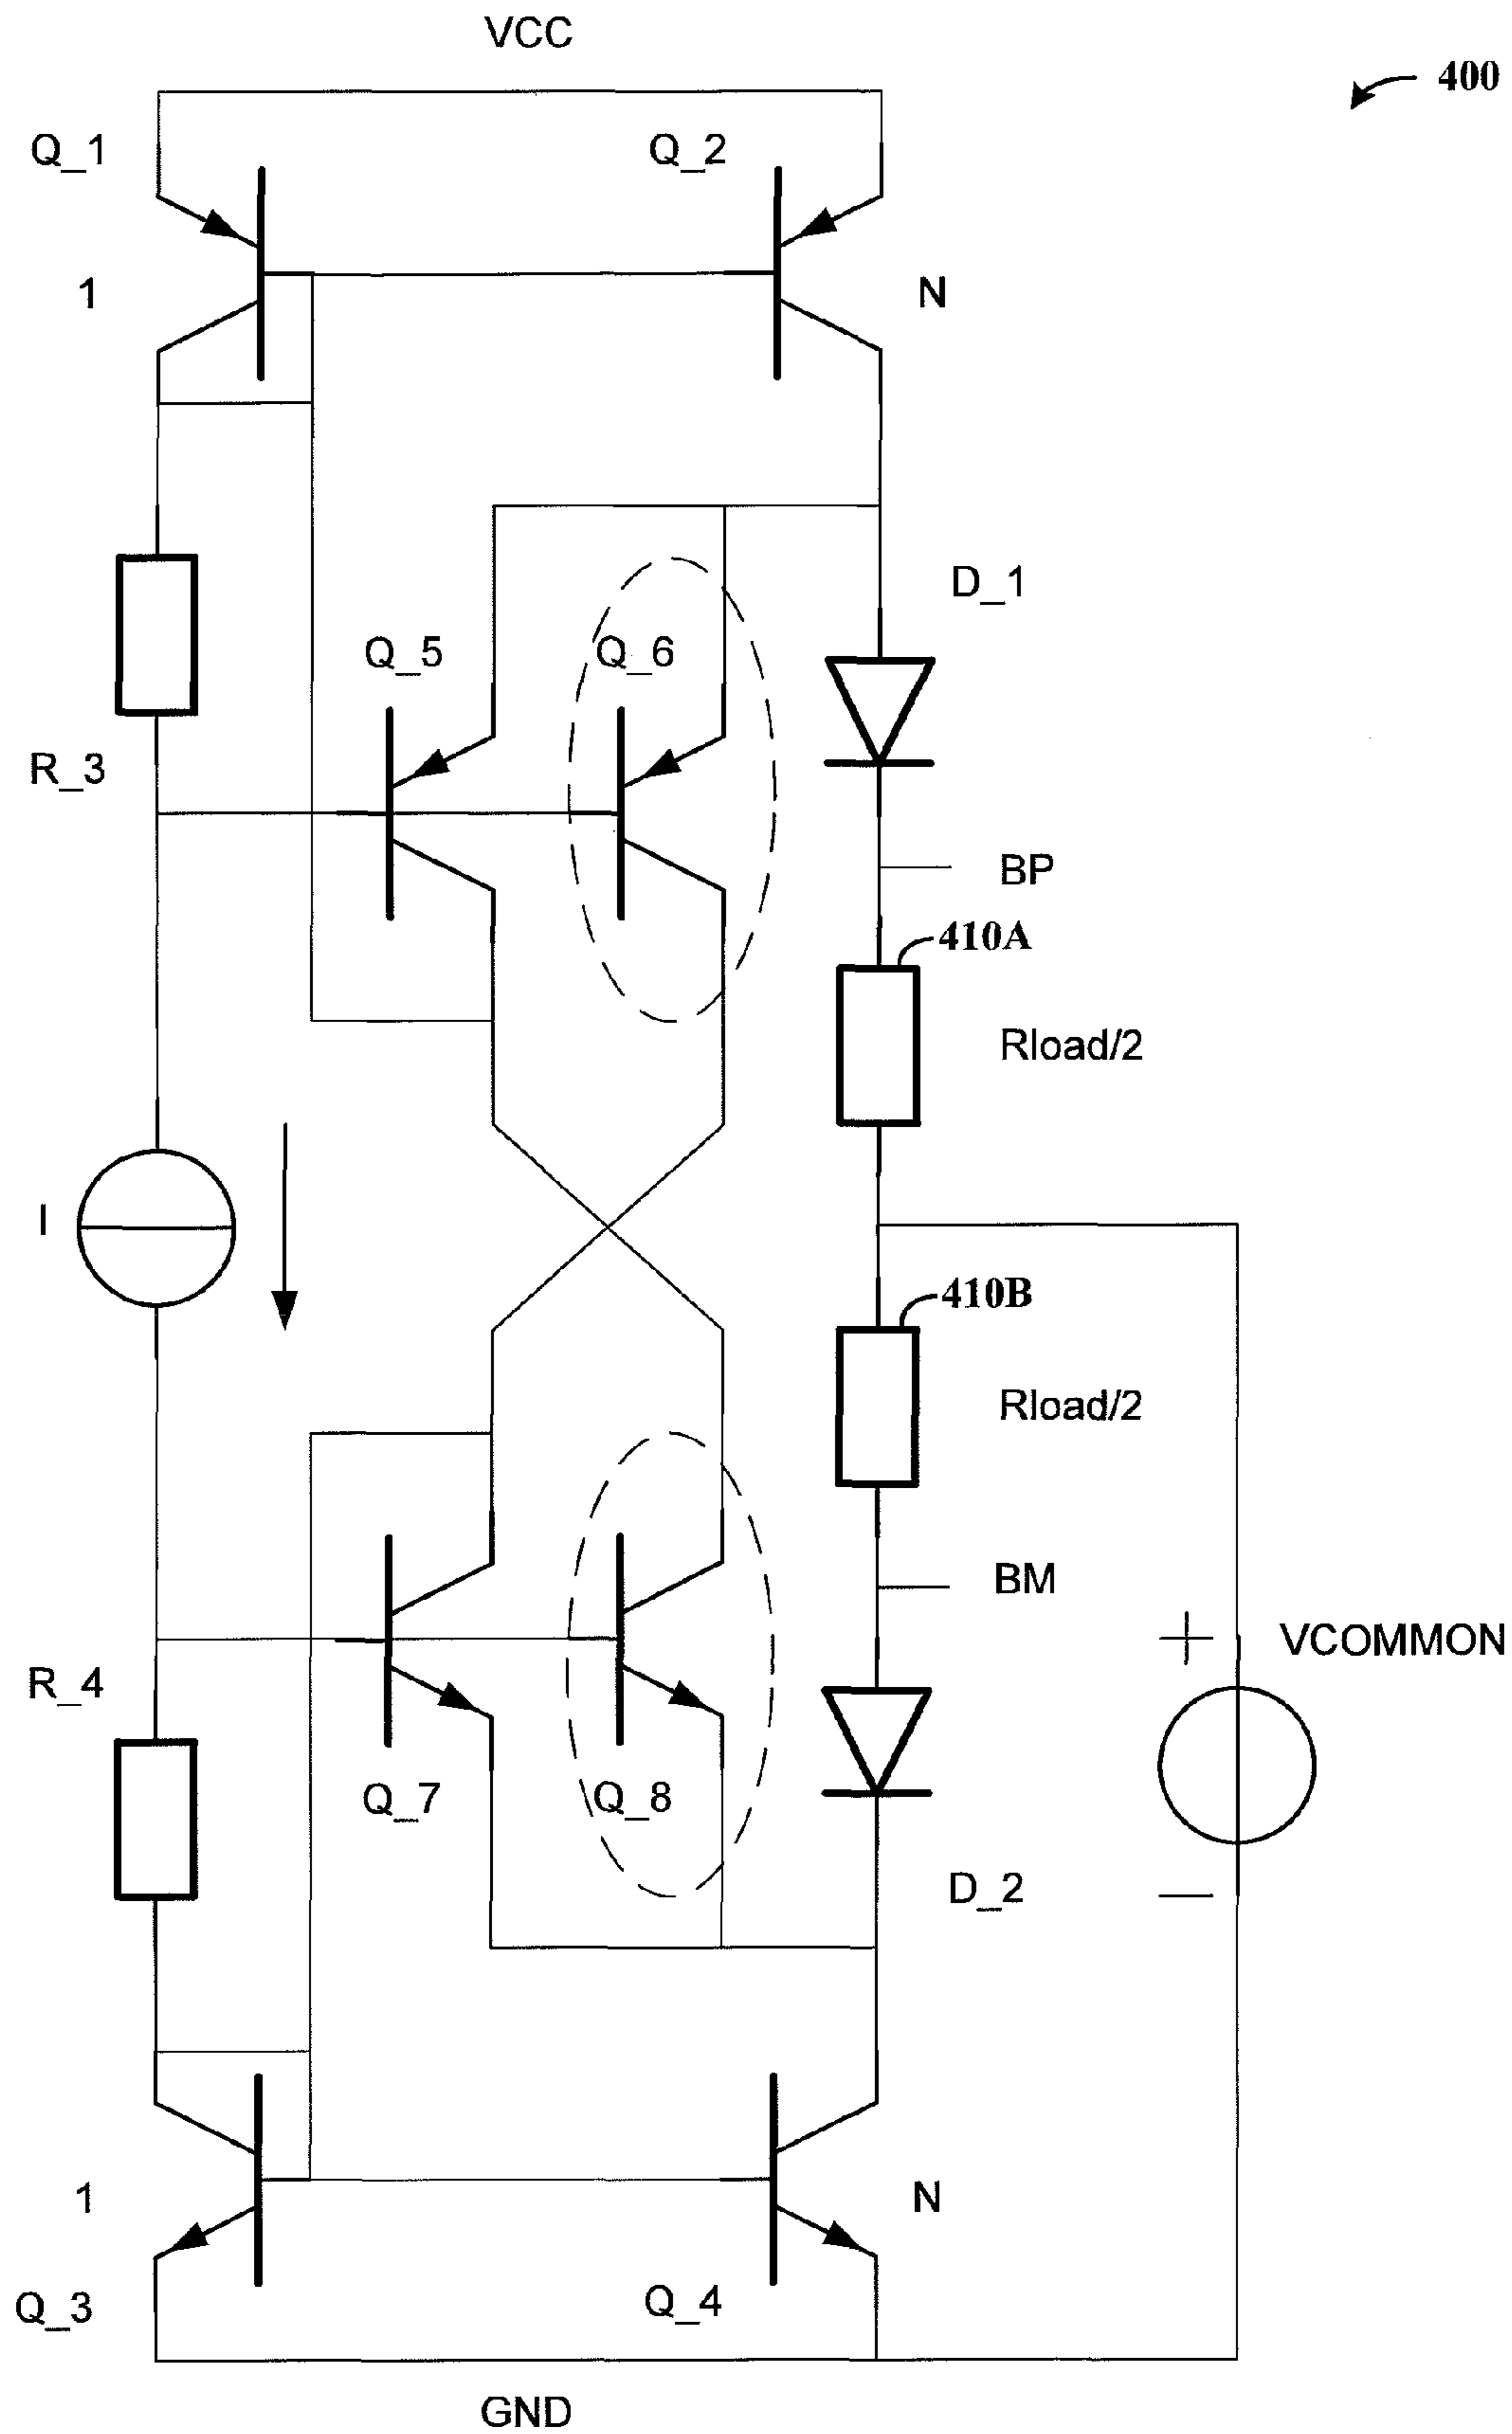 VCC
400
Q_1
Q_2
1
N
D_1
Q_5
Q_6
R_3
BP
410A
Rload/2
I
410B
Rload/2
BM
+
VCOMMON
R_4
Q_7
Q_8
D_2
—
1
N
Q_3
Q_4
GND